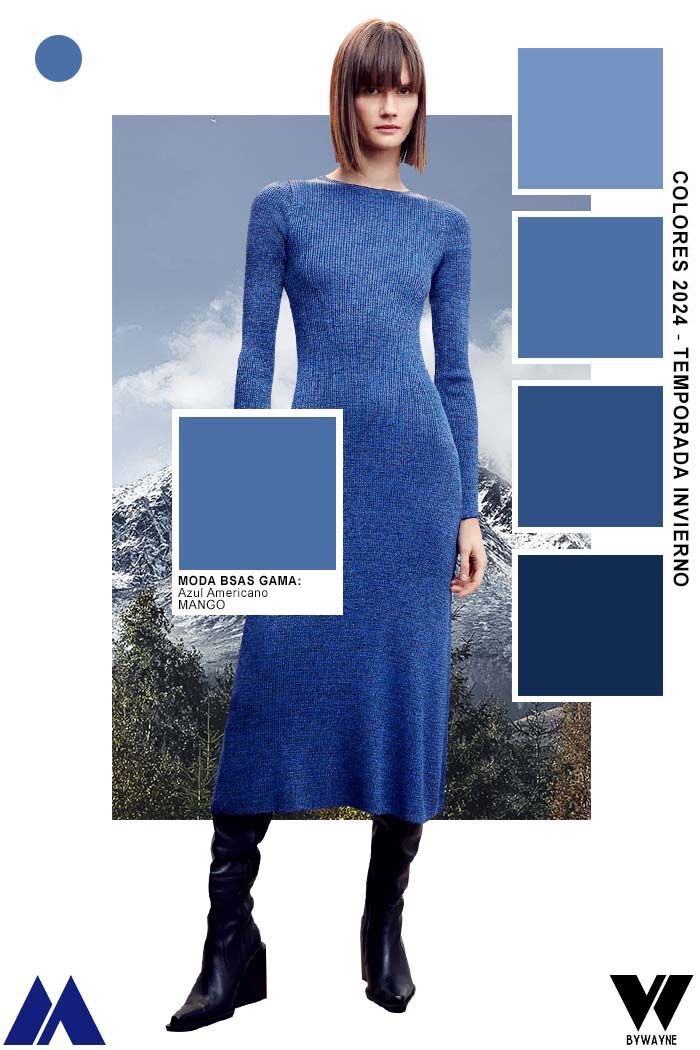 COLORES 2024 - TEMPORADA INVIERNO
MODA BSAS GAMA:
Azul Americano
MANGO
BYWAYNE